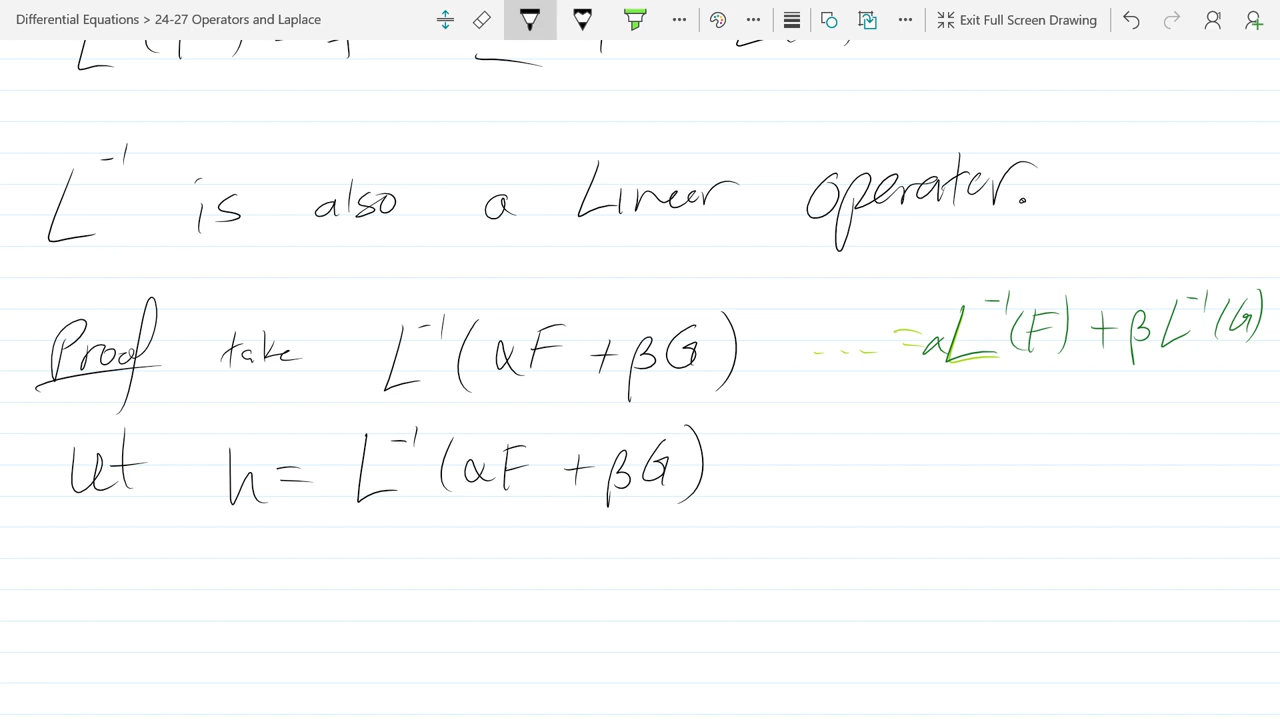 Differential Equations > 24-27 Operators and Laplace
Exit Full Screen Drawing
L⁻¹ is also a Linear operator.
Proof take L⁻¹(αF + βG) .... = αL⁻¹(F) + βL⁻¹(G)
Let h = L⁻¹(αF + βG)